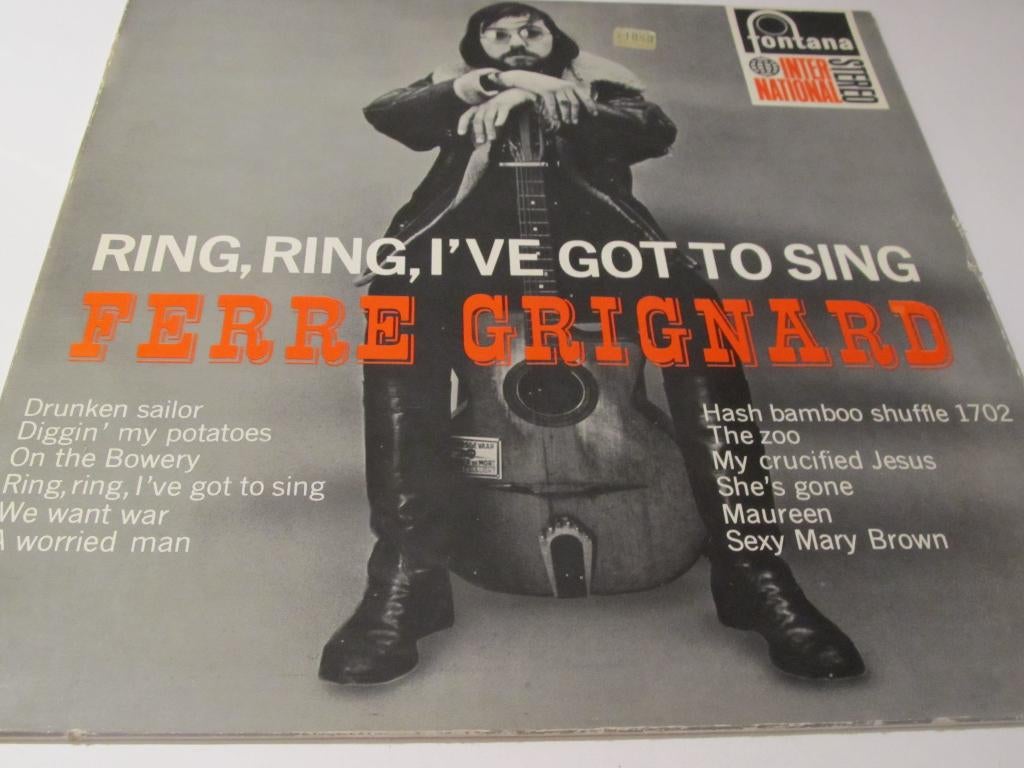 fontana
INTER
NATIONAL
STEREO
RING, RING, I'VE GOT TO SING
FERRE GRIGNARD
Drunken sailor
Diggin' my potatoes
On the Bowery
Ring, ring, I've got to sing
We want war
A worried man
Hash bamboo shuffle 1702
The zoo
My crucified Jesus
She's gone
Maureen
Sexy Mary Brown